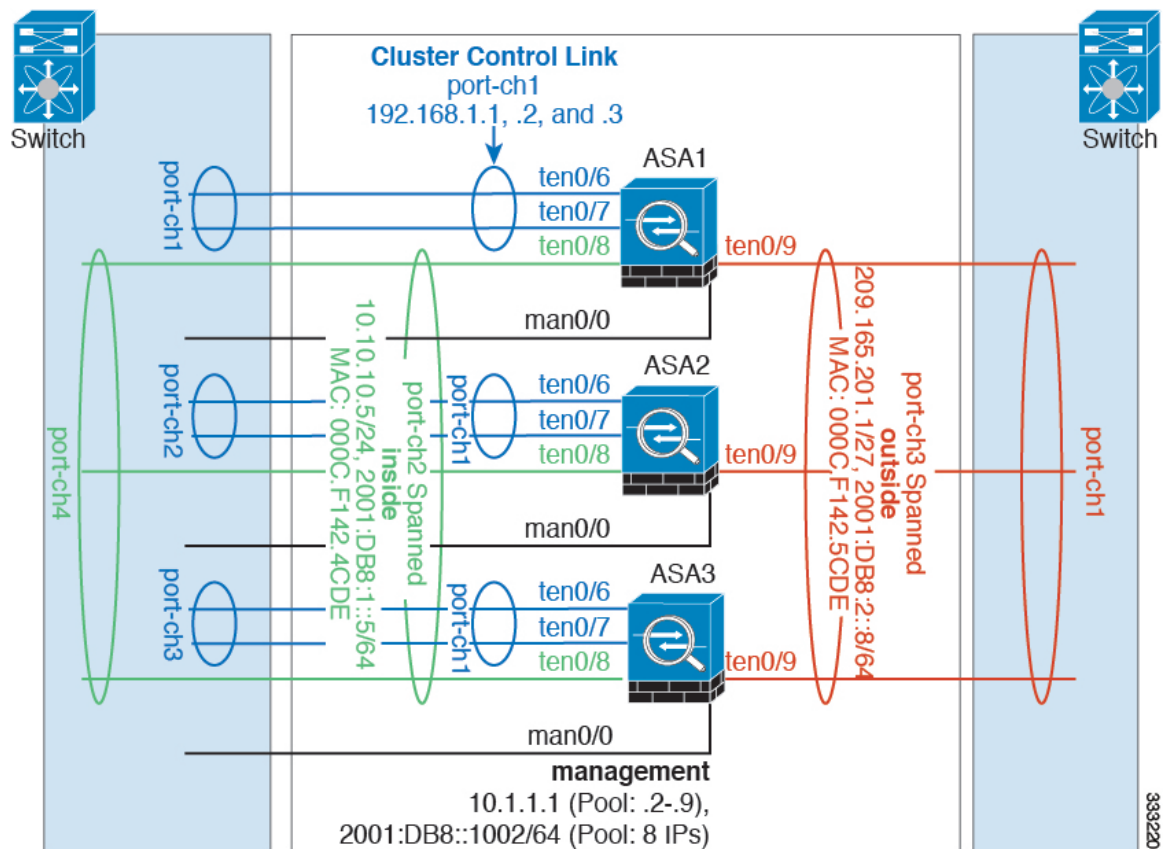 Switch
Switch
Cluster Control Link
port-ch1
192.168.1.1, .2, and .3
port-ch1
ten0/6
ten0/7
ten0/8
ASA1
ten0/9
man0/0
port-ch2
port-ch1
ten0/6
ten0/7
ten0/8
ASA2
ten0/9
man0/0
port-ch3
port-ch1
ten0/6
ten0/7
ten0/8
ASA3
ten0/9
man0/0
port-ch4
port-ch2 Spanned
inside
10.10.10.5/24, 2001:DB8:1::5/64
MAC: 000C.F142.4CDE
port-ch3 Spanned
outside
209.165.201.1/27, 2001:DB8:2::8/64
MAC: 000C.F142.5CDE
port-ch1
management
10.1.1.1 (Pool: .2-.9),
2001:DB8::1002/64 (Pool: 8 IPs)
333220